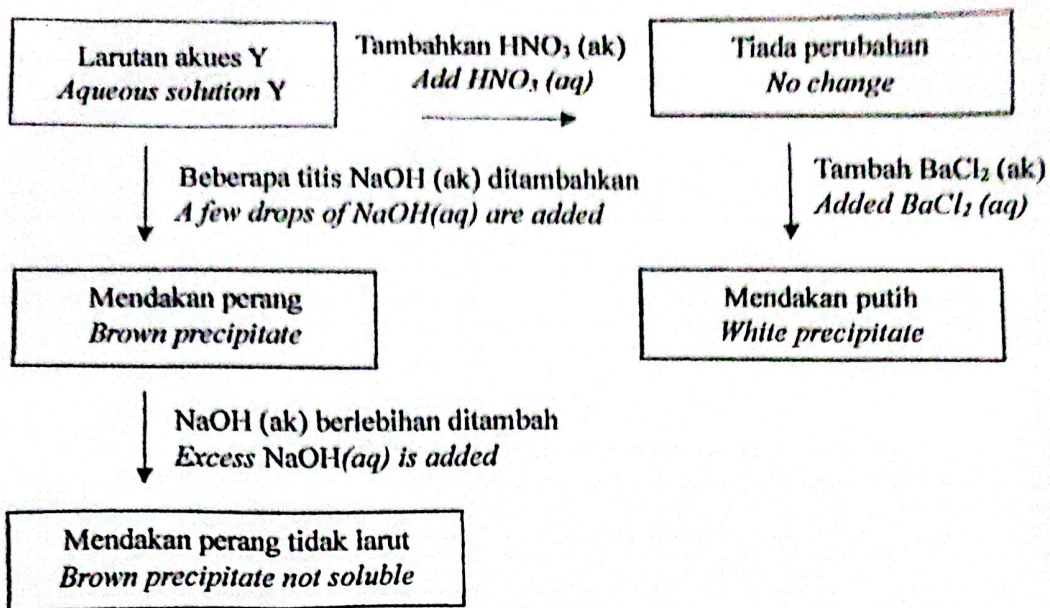 Larutan akues Y
Aqueous solution Y
Tambahkan HNO₃ (ak)
Add HNO₃ (aq)
Tiada perubahan
No change
Beberapa titis NaOH (ak) ditambahkan
A few drops of NaOH(aq) are added
Tambah BaCl₂ (ak)
Added BaCl₂ (aq)
Mendakan perang
Brown precipitate
Mendakan putih
White precipitate
NaOH (ak) berlebihan ditambah
Excess NaOH(aq) is added
Mendakan perang tidak larut
Brown precipitate not soluble